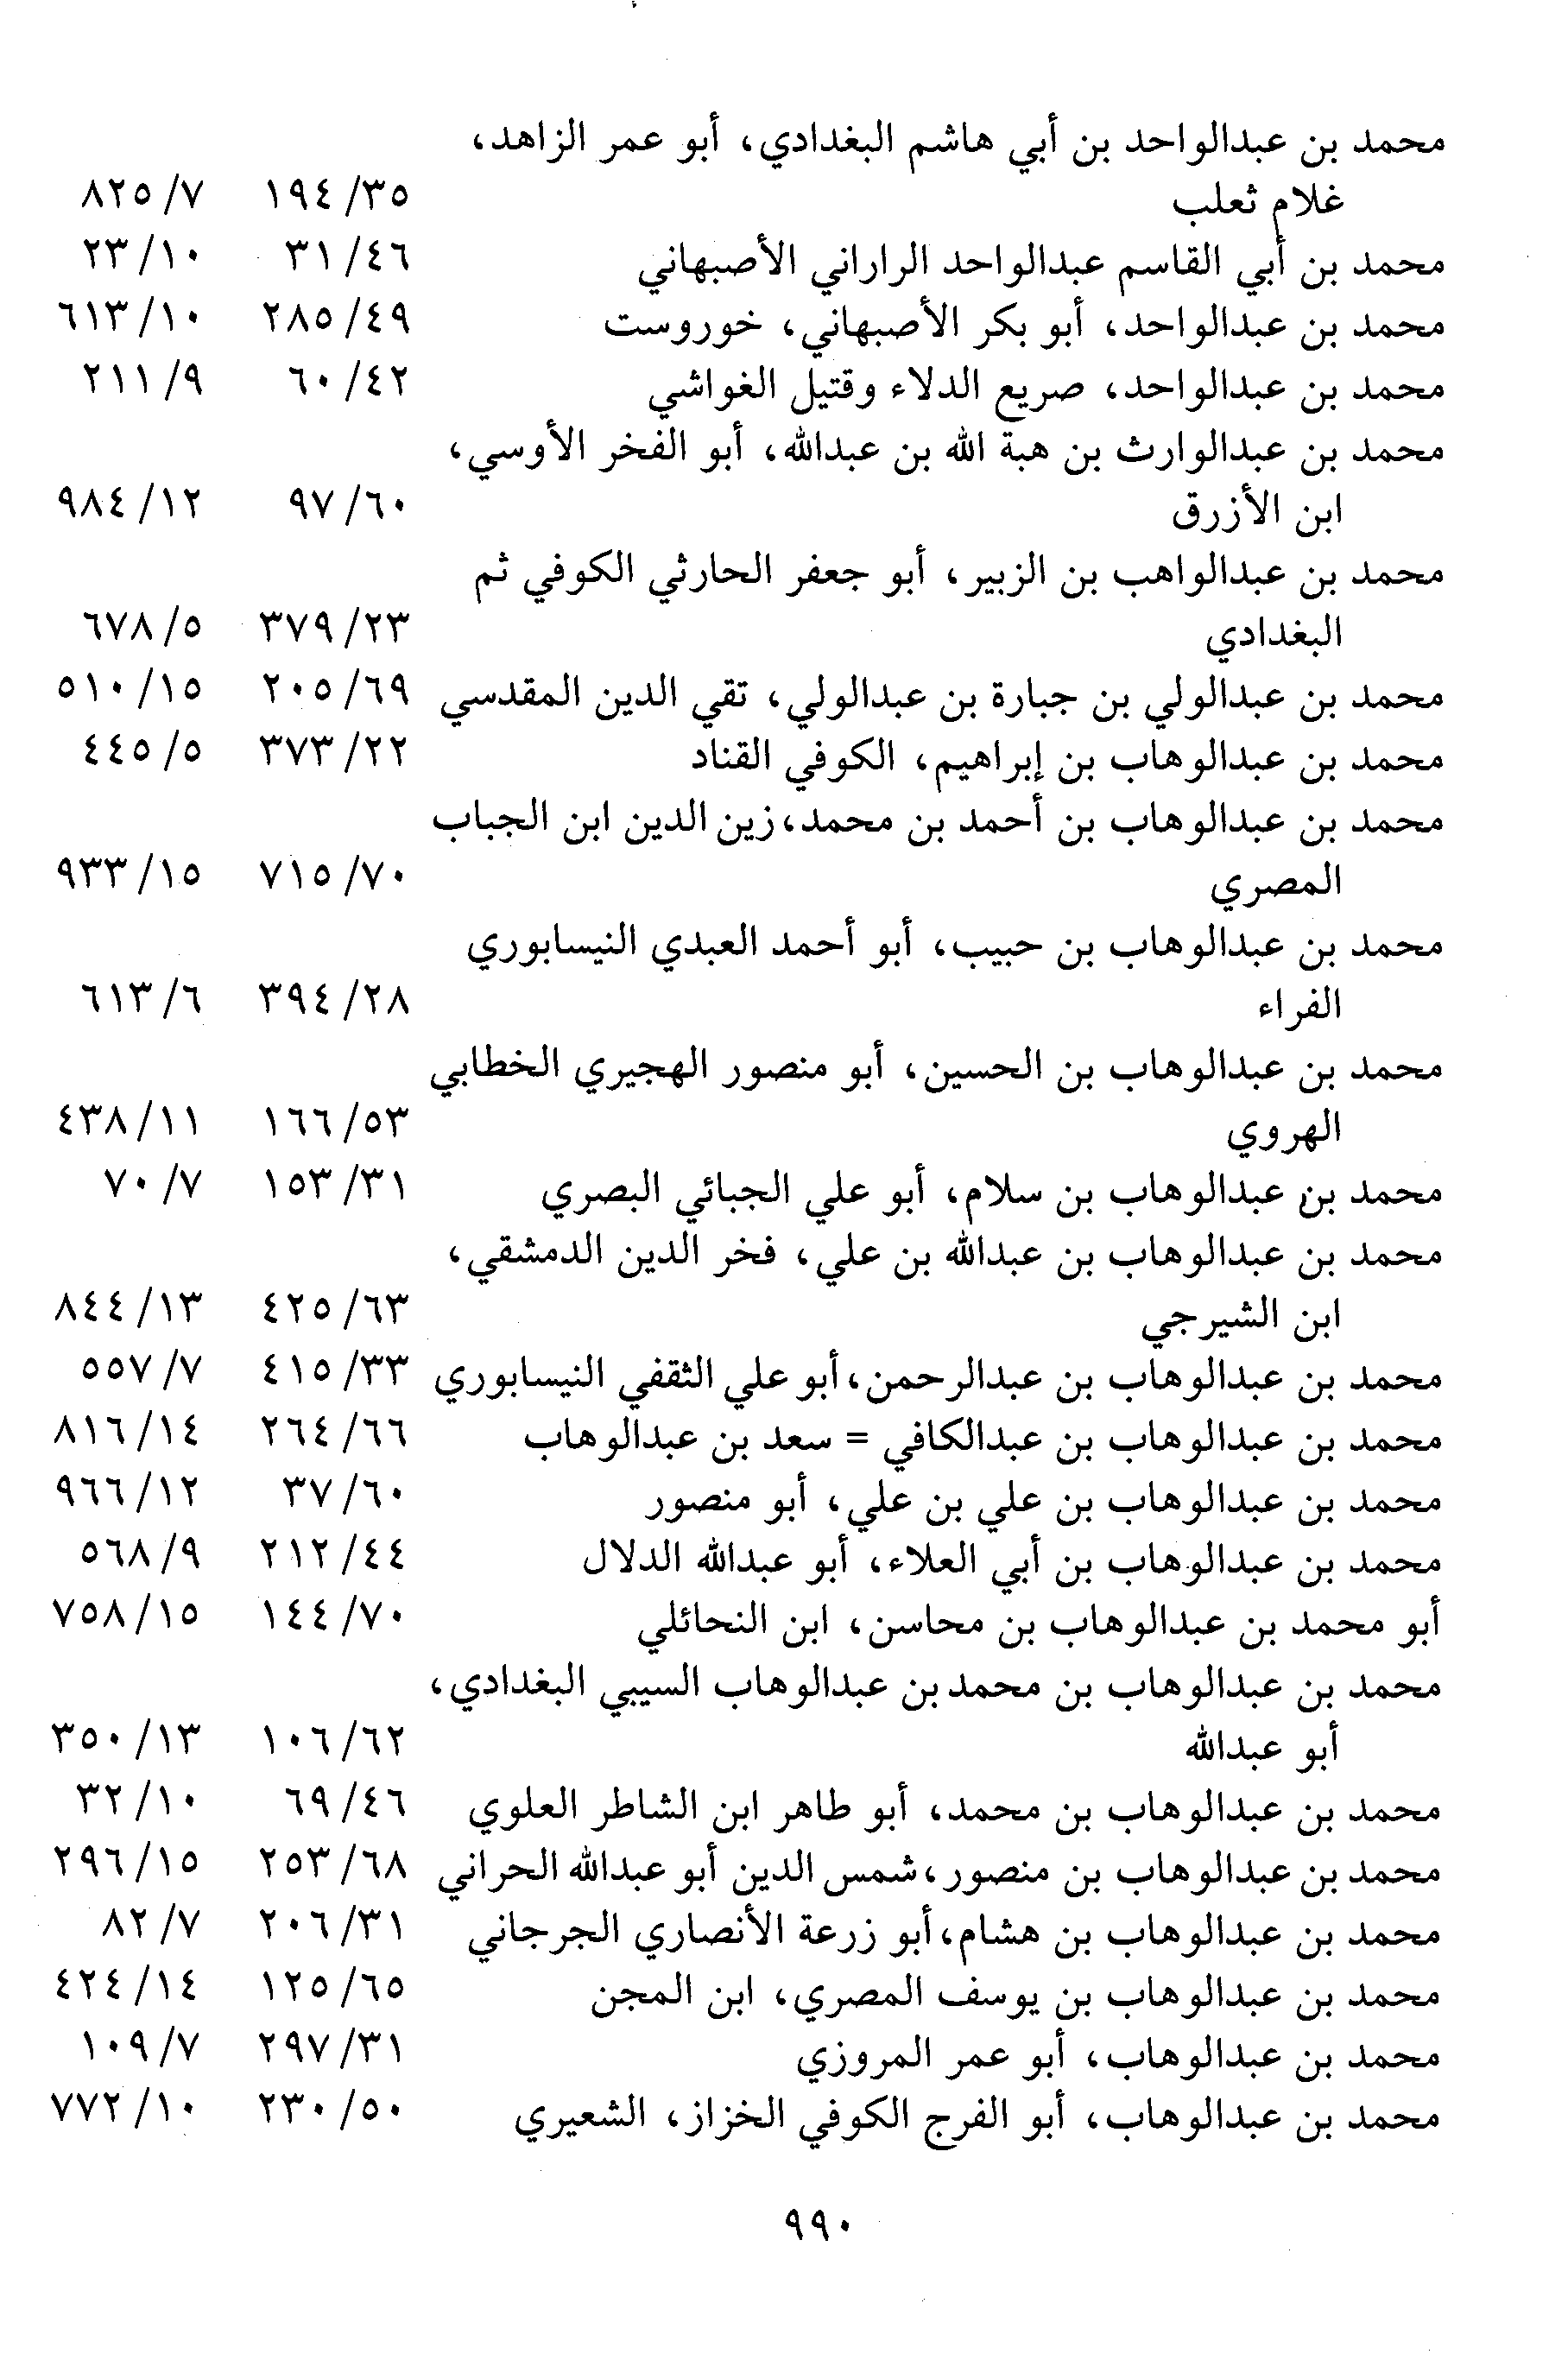 محمد بن عبدالواحد بن أبي هاشم البغدادي، أبو عمر الزاهد،
غلام ثعلب ٣٥/ ١٩٤ ٧/ ٨٢٥
محمد بن أبي القاسم عبدالواحد الراراني الأصبهاني ٤٦/ ٣١ ١٠/ ٢٣
محمد بن عبدالواحد، أبو بكر الأصبهاني، خوروست ٤٩/ ٢٨٥ ١٠/ ٦١٣
محمد بن عبدالواحد، صريع الدلاء وقتيل الغواشي ٤٢/ ٦٠ ٩/ ٢١١
محمد بن عبدالوارث بن هبة الله بن عبدالله، أبو الفخر الأوسي،
ابن الأزرق ٦٠/ ٩٧ ١٢/ ٩٨٤
محمد بن عبدالواهب بن الزبير، أبو جعفر الحارثي الكوفي ثم
البغدادي ٢٣/ ٣٧٩ ٥/ ٦٧٨
محمد بن عبدالولي بن جبارة بن عبدالولي، تقي الدين المقدسي ٦٩/ ٢٠٥ ١٥/ ٥١٠
محمد بن عبدالوهاب بن إبراهيم، الكوفي القناد ٢٢/ ٣٧٣ ٥/ ٤٤٥
محمد بن عبدالوهاب بن أحمد بن محمد، زين الدين ابن الجباب
المصري ٧٠/ ٧١٥ ١٥/ ٩٣٣
محمد بن عبدالوهاب بن حبيب، أبو أحمد العبدي النيسابوري
الفراء ٢٨/ ٣٩٤ ٦/ ٦١٣
محمد بن عبدالوهاب بن الحسين، أبو منصور الهجيري الخطابي
الهروي ٥٣/ ١٦٦ ١١/ ٤٣٨
محمد بن عبدالوهاب بن سلام، أبو علي الجبائي البصري ٣١/ ١٥٣ ٧/ ٧٠
محمد بن عبدالوهاب بن عبدالله بن علي، فخر الدين الدمشقي،
ابن الشيرجي ٦٣/ ٤٢٥ ١٣/ ٨٤٤
محمد بن عبدالوهاب بن عبدالرحمن، أبو علي الثقفي النيسابوري ٣٣/ ٤١٥ ٧/ ٥٥٧
محمد بن عبدالوهاب بن عبدالكافي = سعد بن عبدالوهاب ٦٦/ ٢٦٤ ١٤/ ٨١٦
محمد بن عبدالوهاب بن علي بن علي، أبو منصور ٦٠/ ٣٧ ١٢/ ٩٦٦
محمد بن عبدالوهاب بن أبي العلاء، أبو عبدالله الدلال ٤٤/ ٢١٢ ٩/ ٥٦٨
أبو محمد بن عبدالوهاب بن محاسن، ابن النحائلي ٧٠/ ١٤٤ ١٥/ ٧٥٨
محمد بن عبدالوهاب بن محمد بن عبدالوهاب السيبي البغدادي،
أبو عبدالله ٦٢/ ١٠٦ ١٣/ ٣٥٠
محمد بن عبدالوهاب بن محمد، أبو طاهر ابن الشاطر العلوي ٤٦/ ٦٩ ١٠/ ٣٢
محمد بن عبدالوهاب بن منصور، شمس الدين أبو عبدالله الحراني ٦٨/ ٢٥٣ ١٥/ ٢٩٦
محمد بن عبدالوهاب بن هشام، أبو زرعة الأنصاري الجرجاني ٣١/ ٢٠٦ ٧/ ٨٢
محمد بن عبدالوهاب بن يوسف المصري، ابن المجن ٦٥/ ١٢٥ ١٤/ ٤٢٤
محمد بن عبدالوهاب، أبو عمر المروزي ٣١/ ٢٩٧ ٧/ ١٠٩
محمد بن عبدالوهاب، أبو الفرج الكوفي الخزاز، الشعيري ٥٠/ ٢٣٠ ١٠/ ٧٧٢
٩٩٠